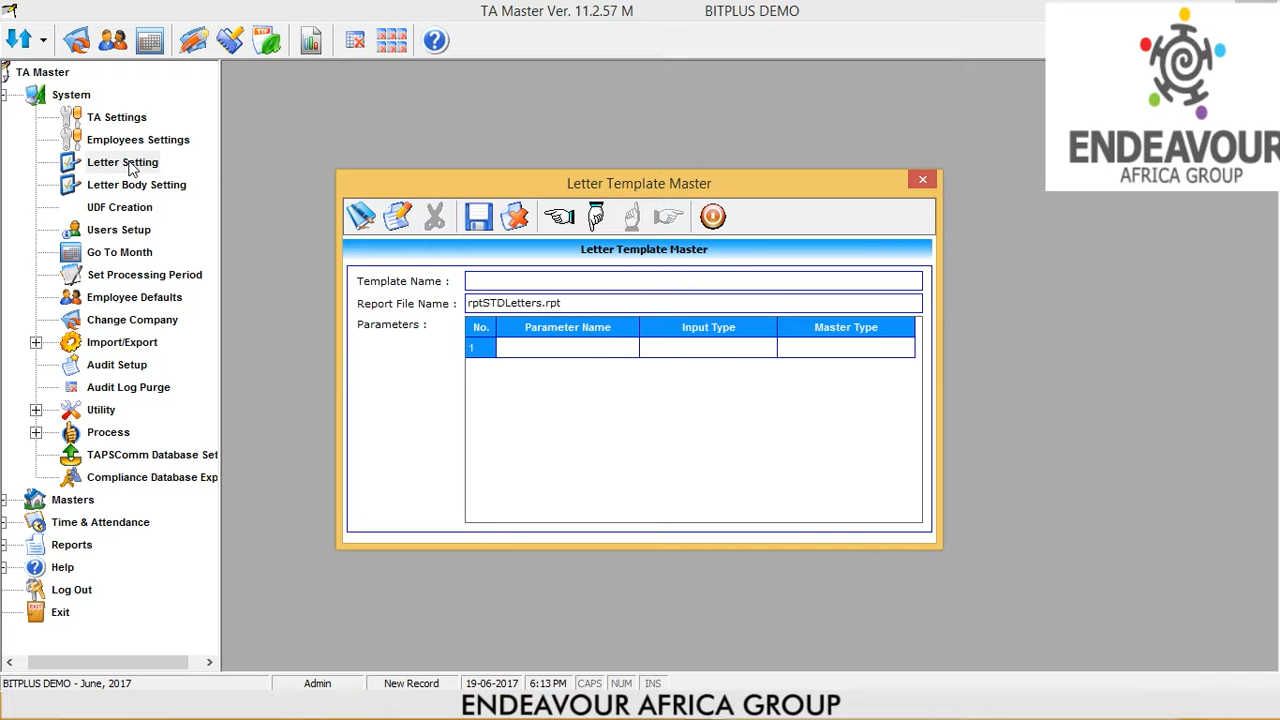 TA Master Ver. 11.2.57 M BITPLUS DEMO
ENDEAVOUR
AFRICA GROUP
TA Master
System
TA Settings
Employees Settings
Letter Setting
Letter Body Setting
UDF Creation
Users Setup
Go To Month
Set Processing Period
Employee Defaults
Change Company
Import/Export
Audit Setup
Audit Log Purge
Utility
Process
TAPSComm Database Set
Compliance Database Exp
Masters
Time & Attendance
Reports
Help
Log Out
Exit
Letter Template Master
Letter Template Master
Template Name :
Report File Name : rptSTDLetters.rpt
Parameters :
No. Parameter Name Input Type Master Type
1
BITPLUS DEMO - June, 2017 Admin New Record 19-06-2017 6:13 PM CAPS NUM INS
ENDEAVOUR AFRICA GROUP